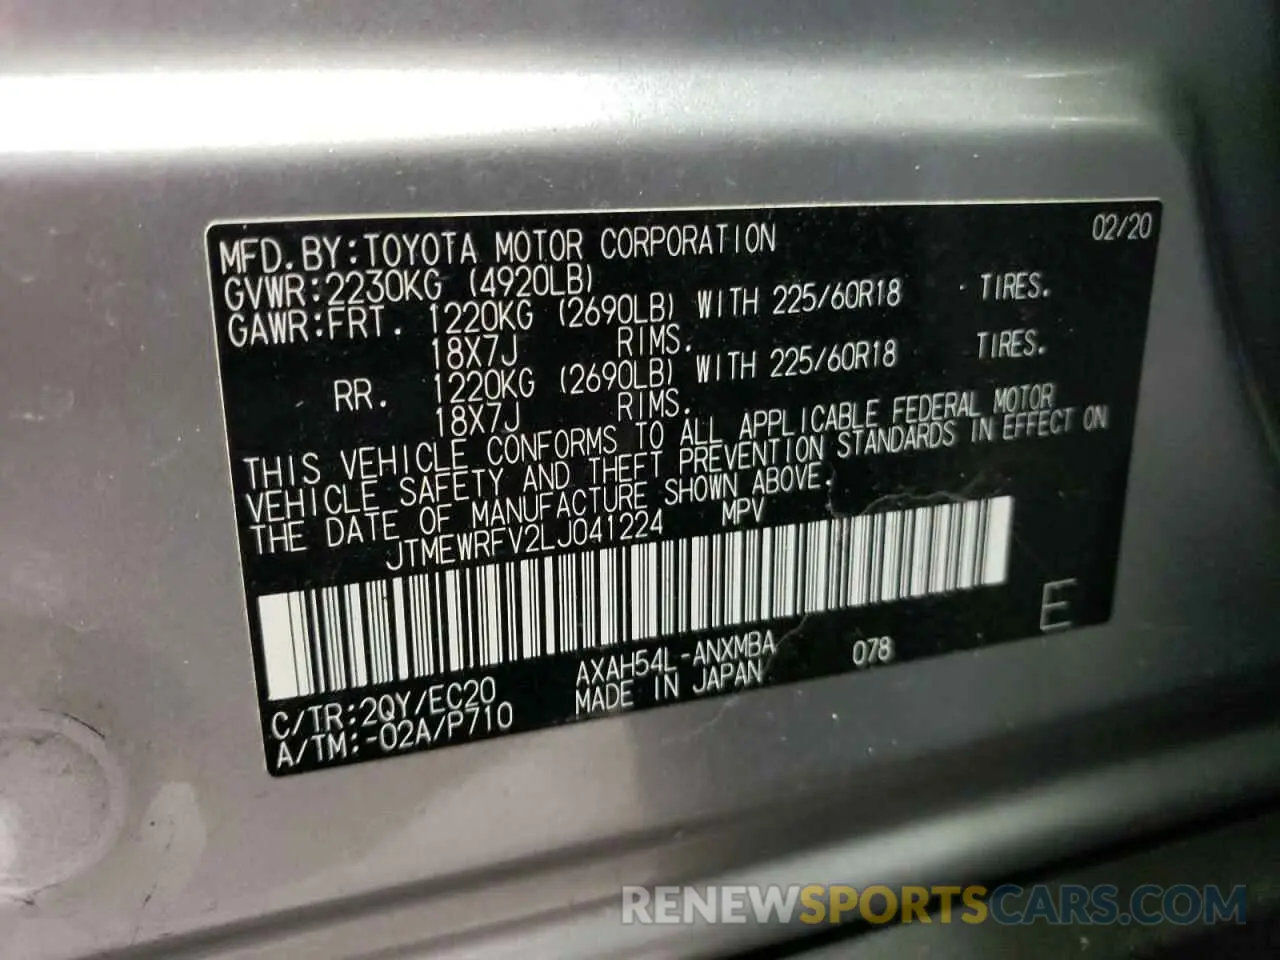 MFD. BY: TOYOTA MOTOR CORPORATION 02/20
GVWR: 2230KG (4920LB)
GAWR: FRT. 1220KG (2690LB) WITH 225/60R18 TIRES.
18X7J RIMS.
RR. 1220KG (2690LB) WITH 225/60R18 TIRES.
18X7J RIMS.
THIS VEHICLE CONFORMS TO ALL APPLICABLE FEDERAL MOTOR
VEHICLE SAFETY AND THEFT PREVENTION STANDARDS IN EFFECT ON
THE DATE OF MANUFACTURE SHOWN ABOVE.
JTMEWRFV2LJ041224 MPV
E
C/TR: 2QY/EC20 AXAH54L-ANXMBA 078
A/TM: -02A/P710 MADE IN JAPAN
RENEWSPORTSCARS.COM